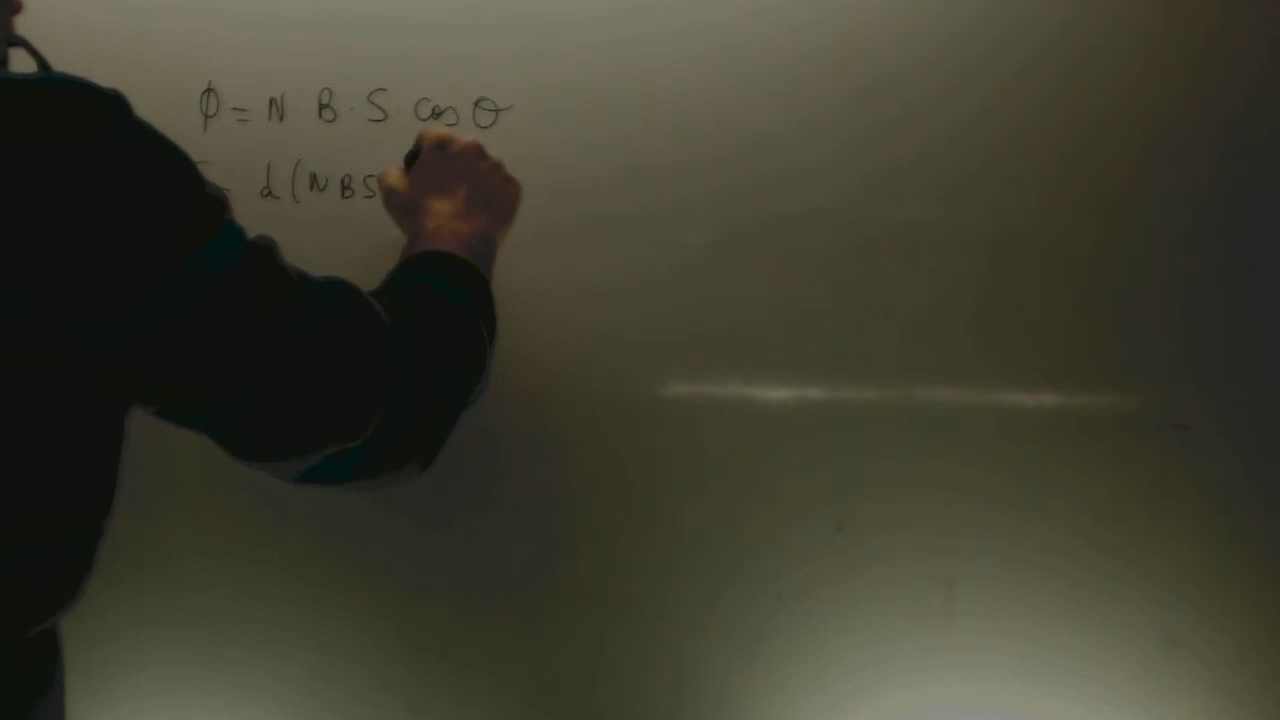 ϕ = N B · S cos θ
= d (N B S